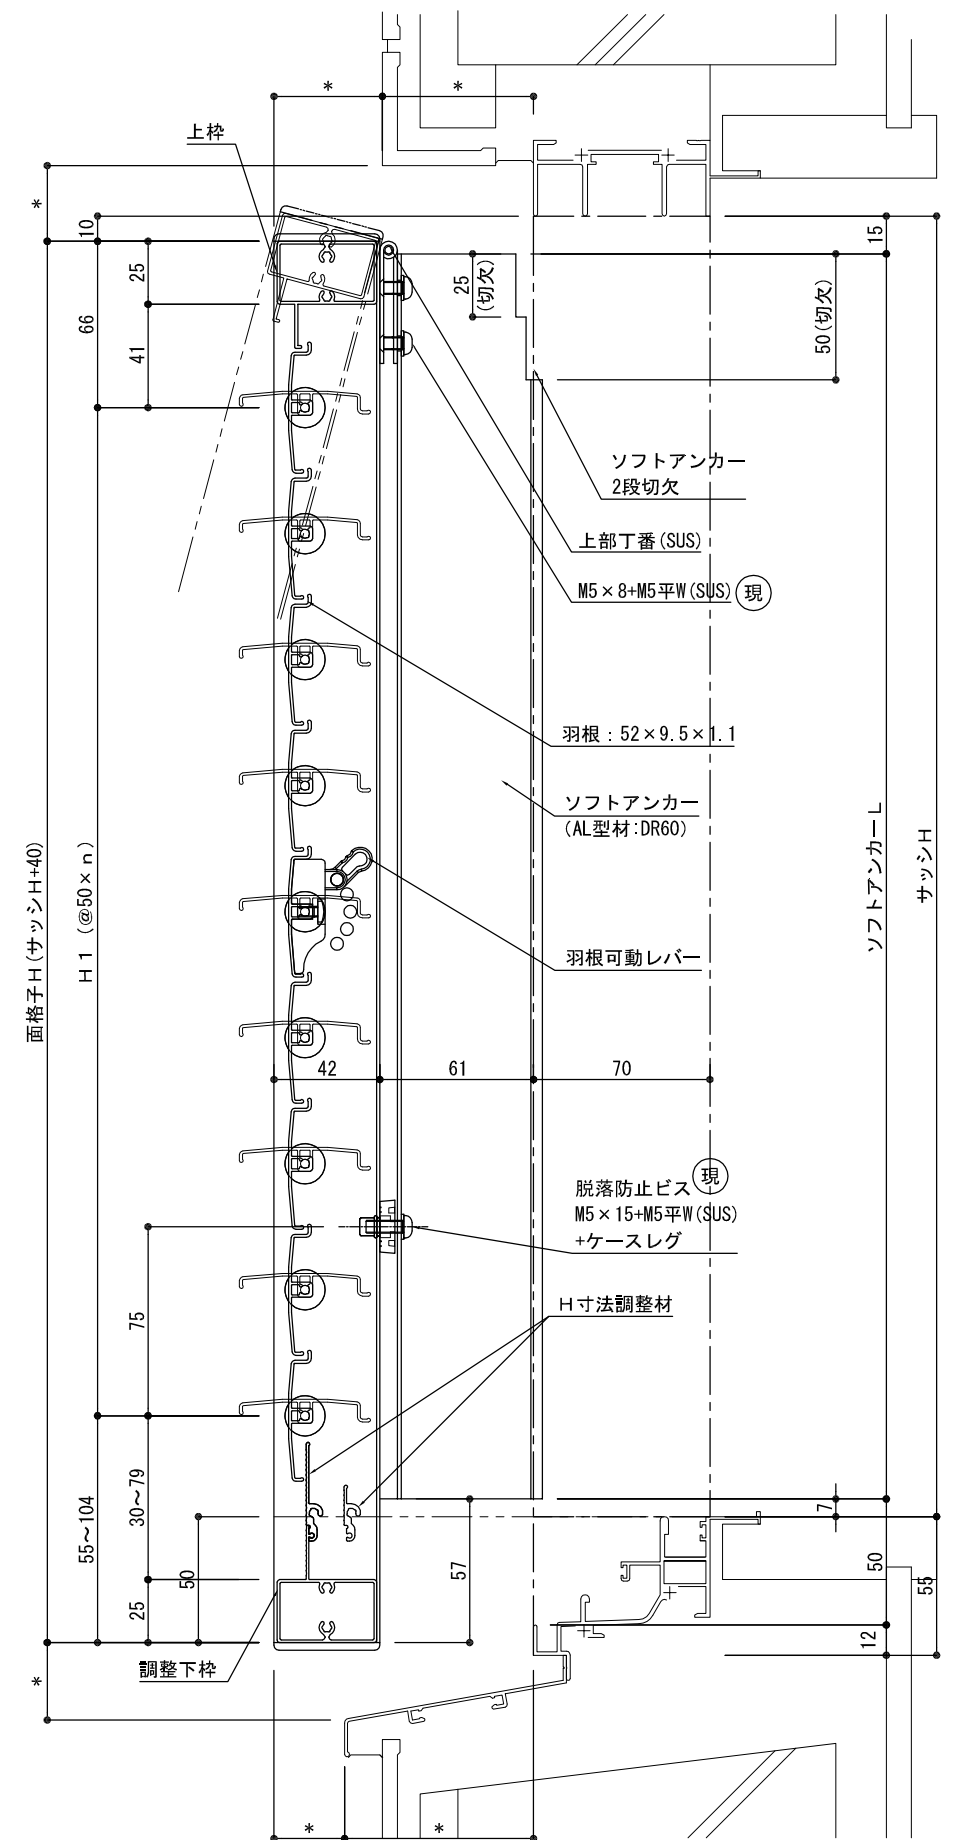 *
*
上枠
*
10
15
25
25
(切欠)
50(切欠)
66
41
ソフトアンカー
2段切欠
上部丁番(SUS)
M5×8+M5平W(SUS)
現
羽根：52×9.5×1.1
ソフトアンカー
(AL型材:DR60)
面格子H(サッシH+40)
H1 (@50×n)
ソフトアンカーL
サッシH
羽根可動レバー
42
61
70
脱落防止ビス
現
M5×15+M5平W(SUS)
+ケースレグ
H寸法調整材
75
30～79
55～104
50
25
57
7
50
55
12
調整下枠
*
*
*